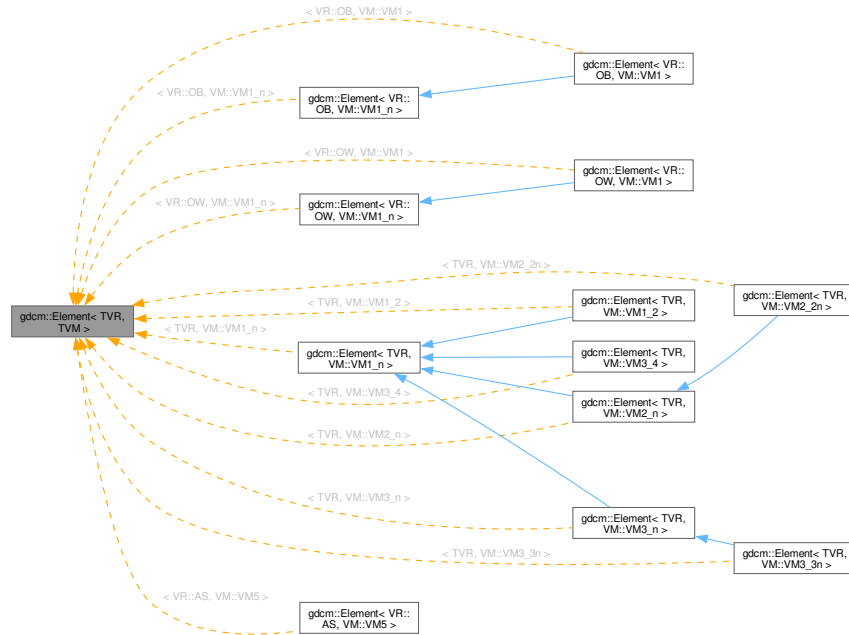 < VR::OB, VM::VM1 >
gdcm::Element< VR::
OB, VM::VM1 >
< VR::OB, VM::VM1_n >
gdcm::Element< VR::
OB, VM::VM1_n >
< VR::OW, VM::VM1 >
gdcm::Element< VR::
OW, VM::VM1 >
< VR::OW, VM::VM1_n >
gdcm::Element< VR::
OW, VM::VM1_n >
< TVR, VM::VM2_2n >
gdcm::Element< TVR,
VM::VM2_2n >
< TVR, VM::VM1_2 >
gdcm::Element< TVR,
VM::VM1_2 >
gdcm::Element< TVR,
TVM >
< TVR, VM::VM1_n >
gdcm::Element< TVR,
VM::VM1_n >
gdcm::Element< TVR,
VM::VM3_4 >
< TVR, VM::VM3_4 >
gdcm::Element< TVR,
VM::VM2_n >
< TVR, VM::VM2_n >
< TVR, VM::VM3_n >
gdcm::Element< TVR,
VM::VM3_n >
< TVR, VM::VM3_3n >
gdcm::Element< TVR,
VM::VM3_3n >
< VR::AS, VM::VM5 >
gdcm::Element< VR::
AS, VM::VM5 >